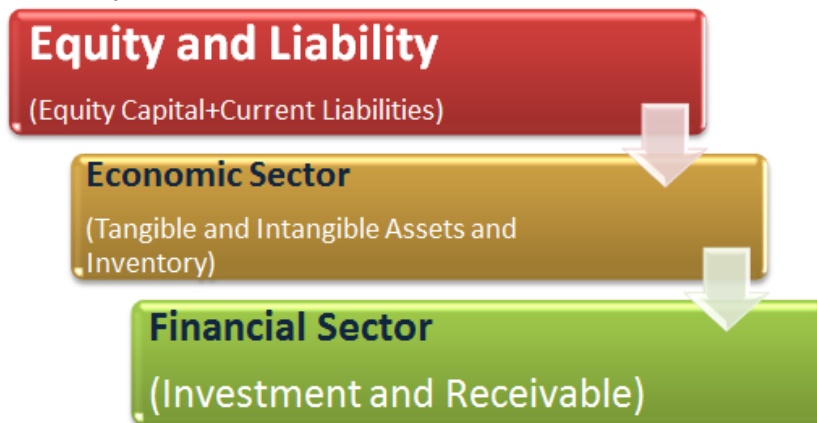 Equity and Liability
(Equity Capital+Current Liabilities)
Economic Sector
(Tangible and Intangible Assets and
Inventory)
Financial Sector
(Investment and Receivable)